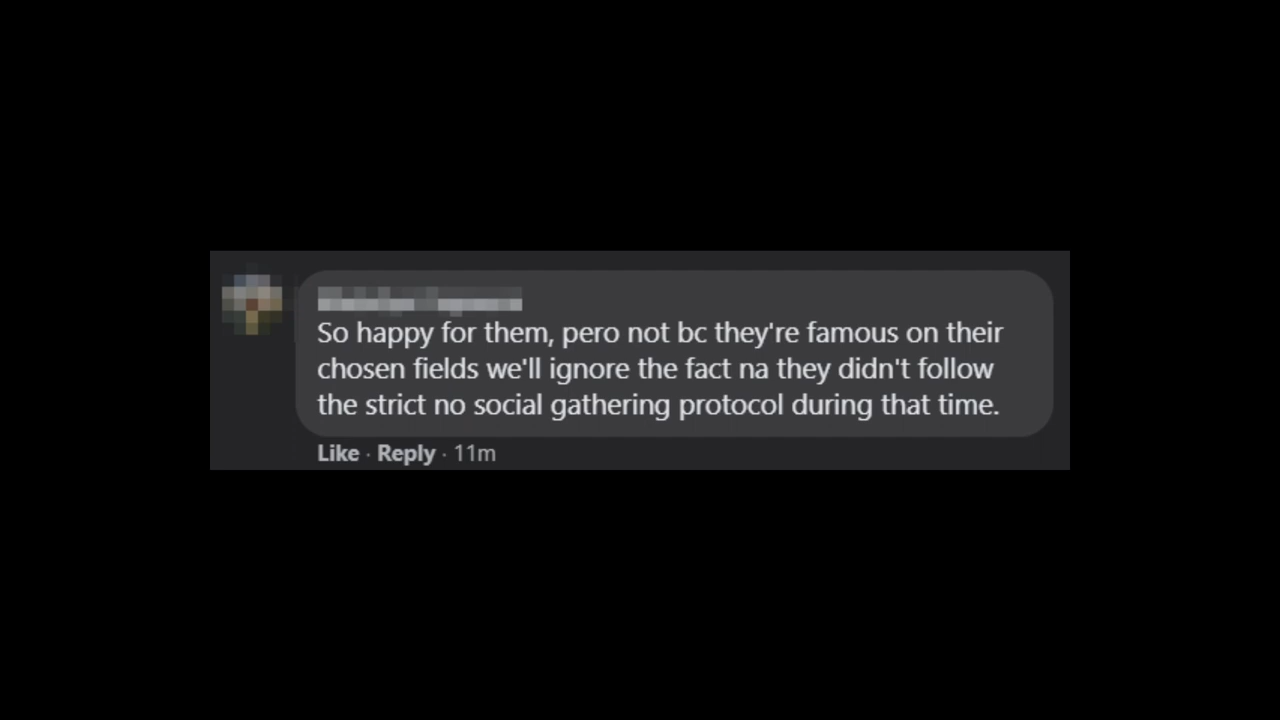 So happy for them, pero not bc they're famous on their
chosen fields we'll ignore the fact na they didn't follow
the strict no social gathering protocol during that time.
Like · Reply · 11m